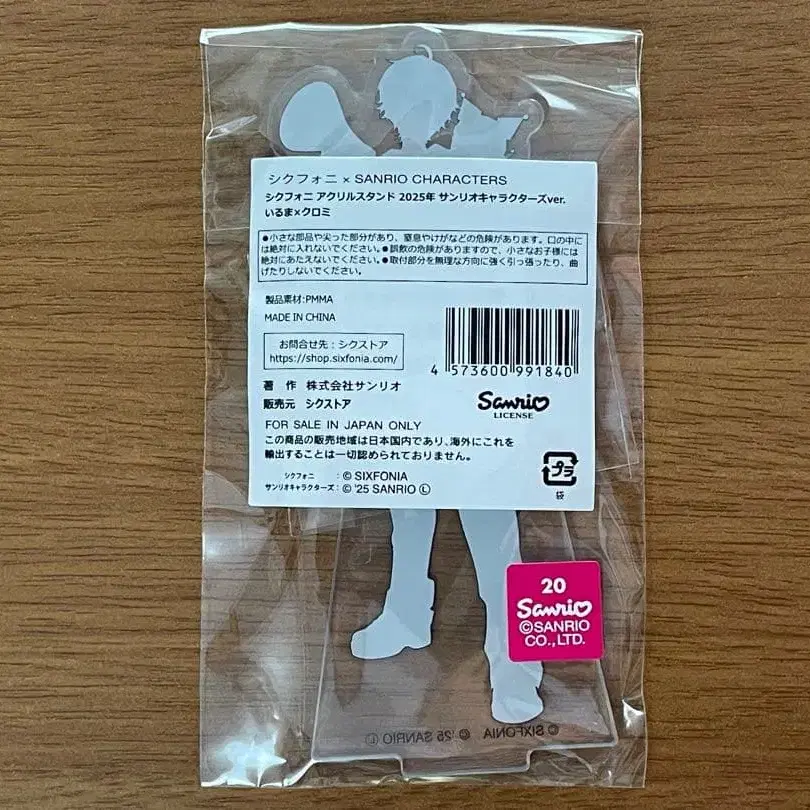 シクフォニ × SANRIO CHARACTERS
シクフォニ アクリルスタンド 2025年 サンリオキャラクターズver.
いるま×クロミ
●小さな部品や尖った部分があり、窒息やけがなどの危険があります。口の中に
は絶対に入れないでください。●誤飲の危険がありますので、小さなお子様には
絶対にあたえないでください。●取付部分を無理な方向に強く引っ張ったり、曲
げたりしないでください。
製品素材:PMMA
MADE IN CHINA
お問合せ先：シクストア
https://shop.sixfonia.com/
4 573600 991840
著 作 株式会社サンリオ
販売元 シクストア
Sanrio
LICENSE
FOR SALE IN JAPAN ONLY
この商品の販売地域は日本国内であり、海外にこれを
輸出することは一切認められておりません。
シクフォニ ：© SIXFONIA
サンリオキャラクターズ：© '25 SANRIO Ⓛ
プラ
袋
20
Sanrio
©SANRIO
CO.,LTD.
© SIXFONIA © '25 SANRIO Ⓛ